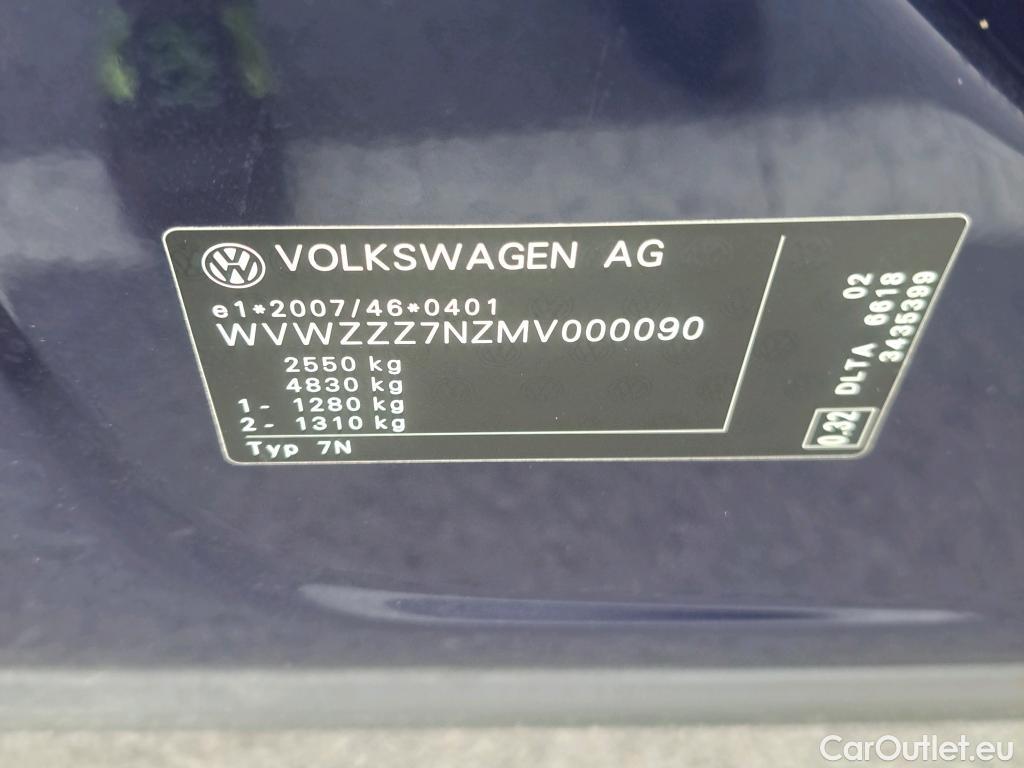 VOLKSWAGEN AG
e1*2007/46*0401
WVWZZZ7NZMV000090
2550 kg
4830 kg
1- 1280 kg
2- 1310 kg
Typ 7N
02
DLTA 6618
3435399
0.32
CarOutlet.eu